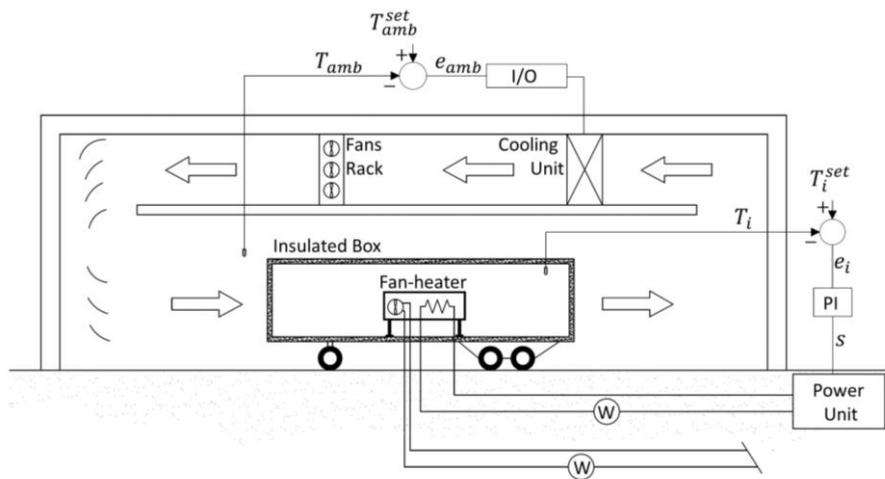 T_amb^set
+
T_amb
−
e_amb
I/O
Fans
Rack
Cooling
Unit
T_i^set
+
T_i
−
Insulated Box
e_i
Fan-heater
PI
s
Power
Unit
W
W